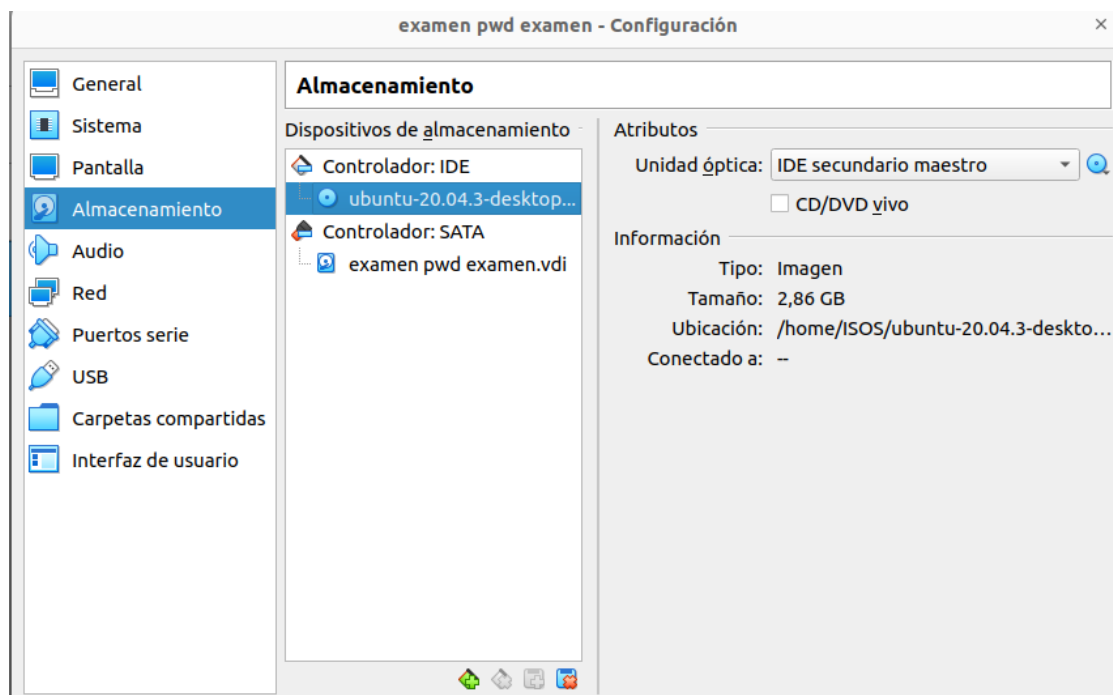 examen pwd examen - Configuración
General
Sistema
Pantalla
Almacenamiento
Audio
Red
Puertos serie
USB
Carpetas compartidas
Interfaz de usuario
Almacenamiento
Dispositivos de almacenamiento
Controlador: IDE
ubuntu-20.04.3-desktop...
Controlador: SATA
examen pwd examen.vdi
Atributos
Unidad óptica: IDE secundario maestro
CD/DVD vivo
Información
Tipo: Imagen
Tamaño: 2,86 GB
Ubicación: /home/ISOS/ubuntu-20.04.3-deskto...
Conectado a: --